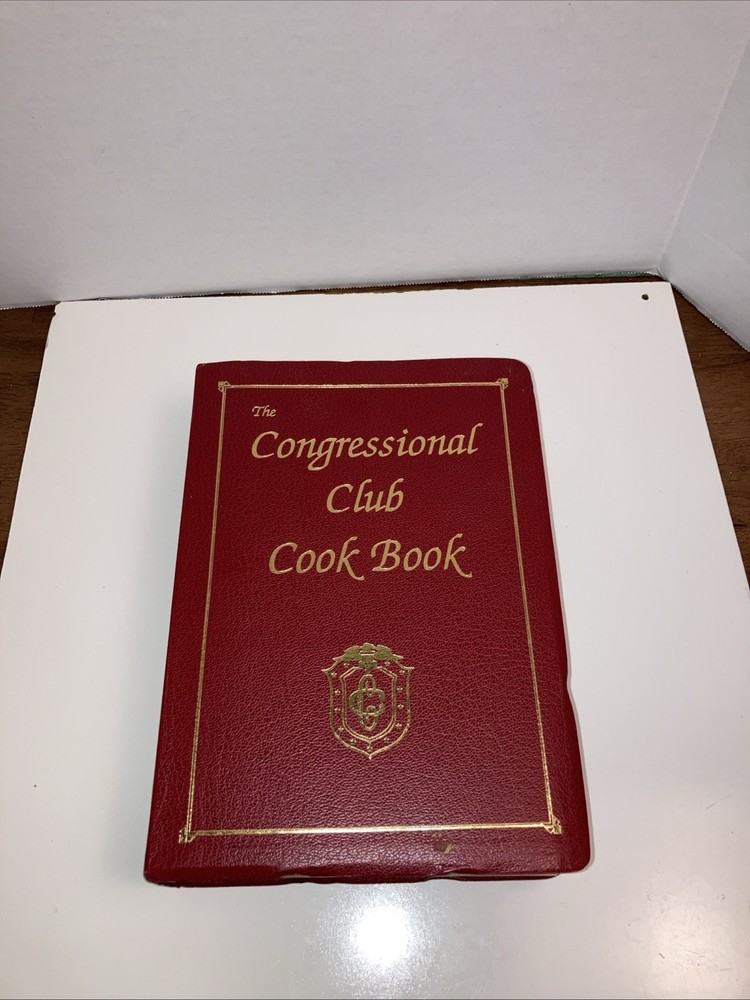 The
Congressional
Club
Cook Book